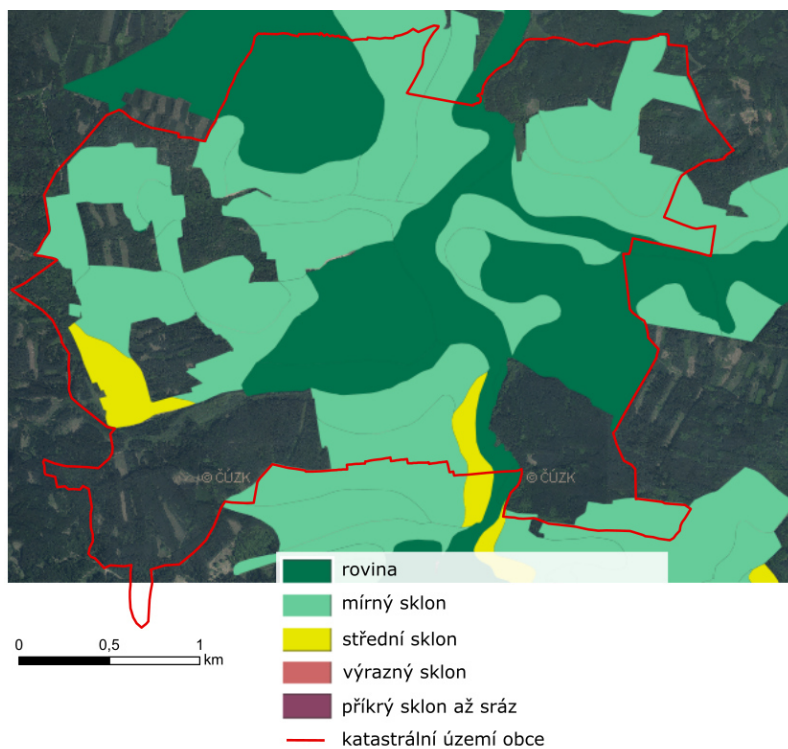 © ČÚZK
© ČÚZK
rovina
mírný sklon
střední sklon
výrazný sklon
příkrý sklon až sráz
katastrální území obce
0 0,5 1
km